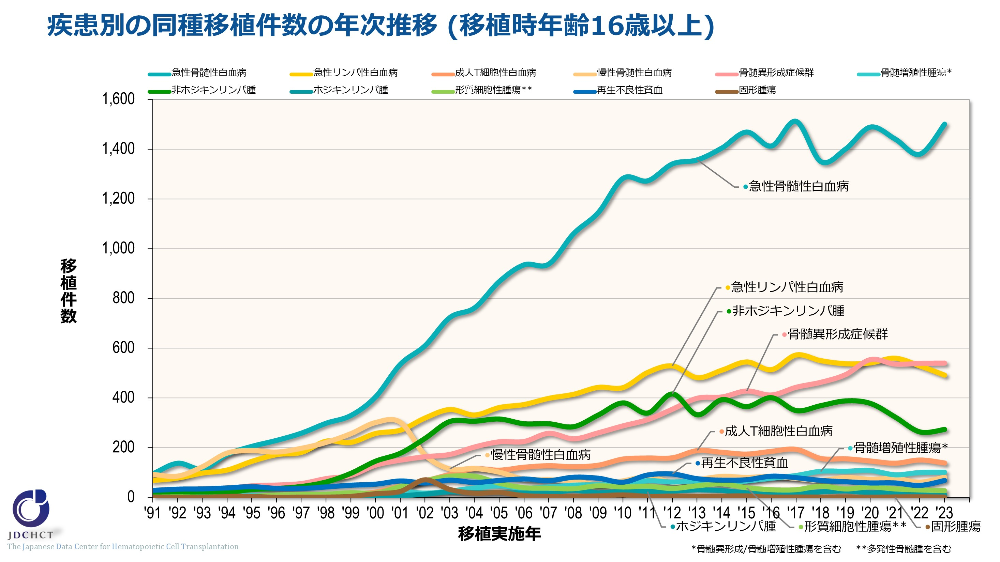 疾患別の同種移植件数の年次推移 (移植時年齢16歳以上)
急性骨髄性白血病 急性リンパ性白血病 成人T細胞性白血病 慢性骨髄性白血病 骨髄異形成症候群 骨髄増殖性腫瘍*
非ホジキンリンパ腫 ホジキンリンパ腫 形質細胞性腫瘍** 再生不良性貧血 固形腫瘍
1,600
1,400
1,200
1,000
800
600
400
200
0
移植件数
急性骨髄性白血病
急性リンパ性白血病
非ホジキンリンパ腫
骨髄異形成症候群
成人T細胞性白血病
骨髄増殖性腫瘍*
慢性骨髄性白血病
再生不良性貧血
'91 '92 '93 '94 '95 '96 '97 '98 '99 '00 '01 '02 '03 '04 '05 '06 '07 '08 '09 '10 '11 '12 '13 '14 '15 '16 '17 '18 '19 '20 '21 '22 '23
ホジキンリンパ腫 形質細胞性腫瘍** 固形腫瘍
移植実施年
JDCHCT
The Japanese Data Center for Hematopoietic Cell Transplantation
*骨髄異形成/骨髄増殖性腫瘍を含む **多発性骨髄腫を含む